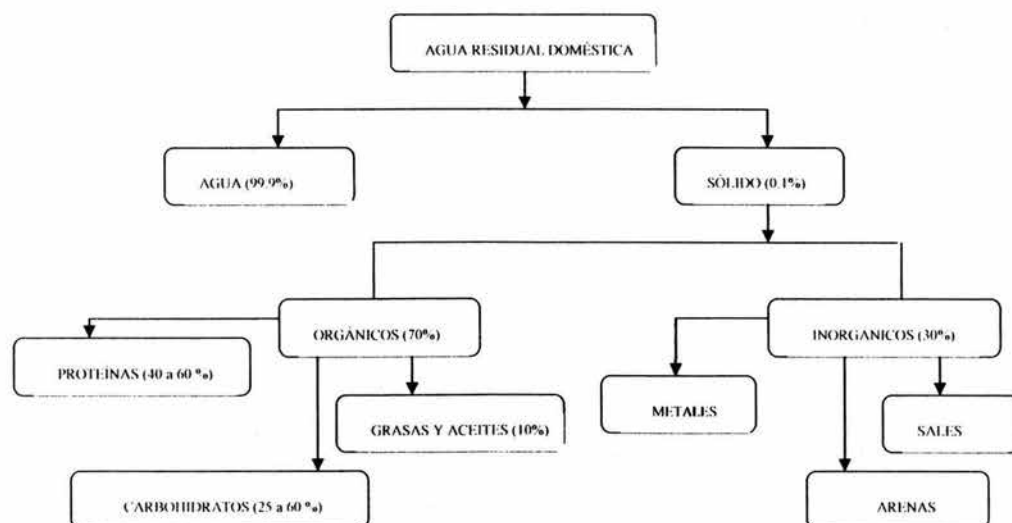 AGUA RESIDUAL DOMÉSTICA
AGUA (99.9%)
SÓLIDO (0.1%)
ORGÁNICOS (70%)
INORGANICOS (30%)
PROTEÍNAS (40 a 60 %)
METALES
GRASAS Y ACEITES (10%)
SALES
CARBOHIDRATOS (25 a 60 %)
ARENAS